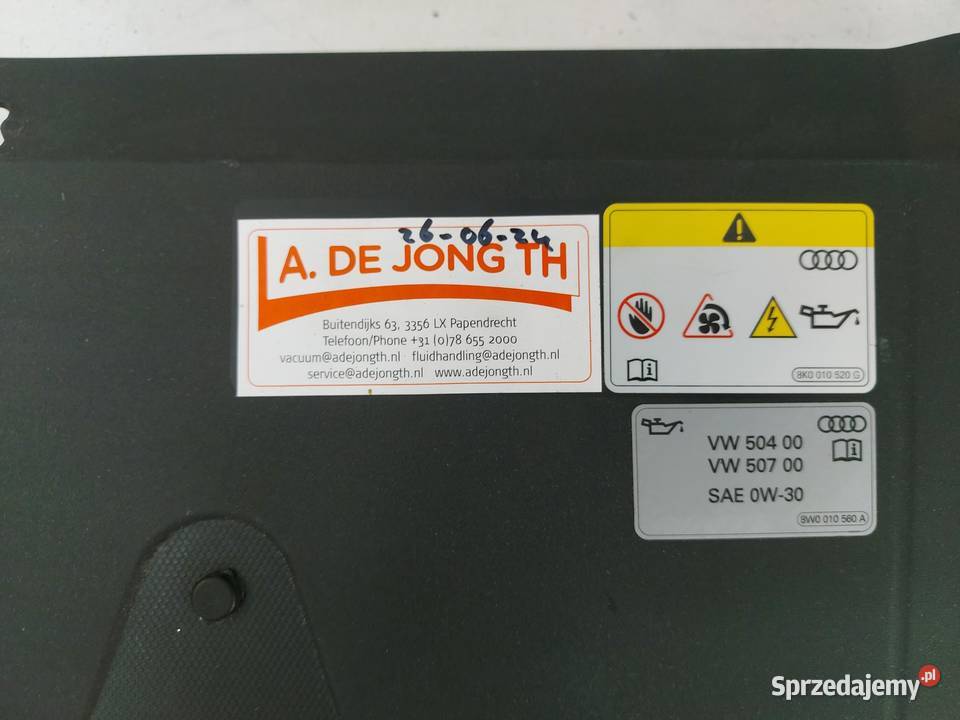 26-06-24
A. DE JONG TH
Buitendijks 63, 3356 LX Papendrecht
Telefoon/Phone +31 (0)78 655 2000
vacuum@adejongth.nl fluidhandling@adejongth.nl
service@adejongth.nl www.adejongth.nl
8K0 010 520 G
VW 504 00
VW 507 00
SAE 0W-30
8W0 010 560 A
Sprzedajemy.pl